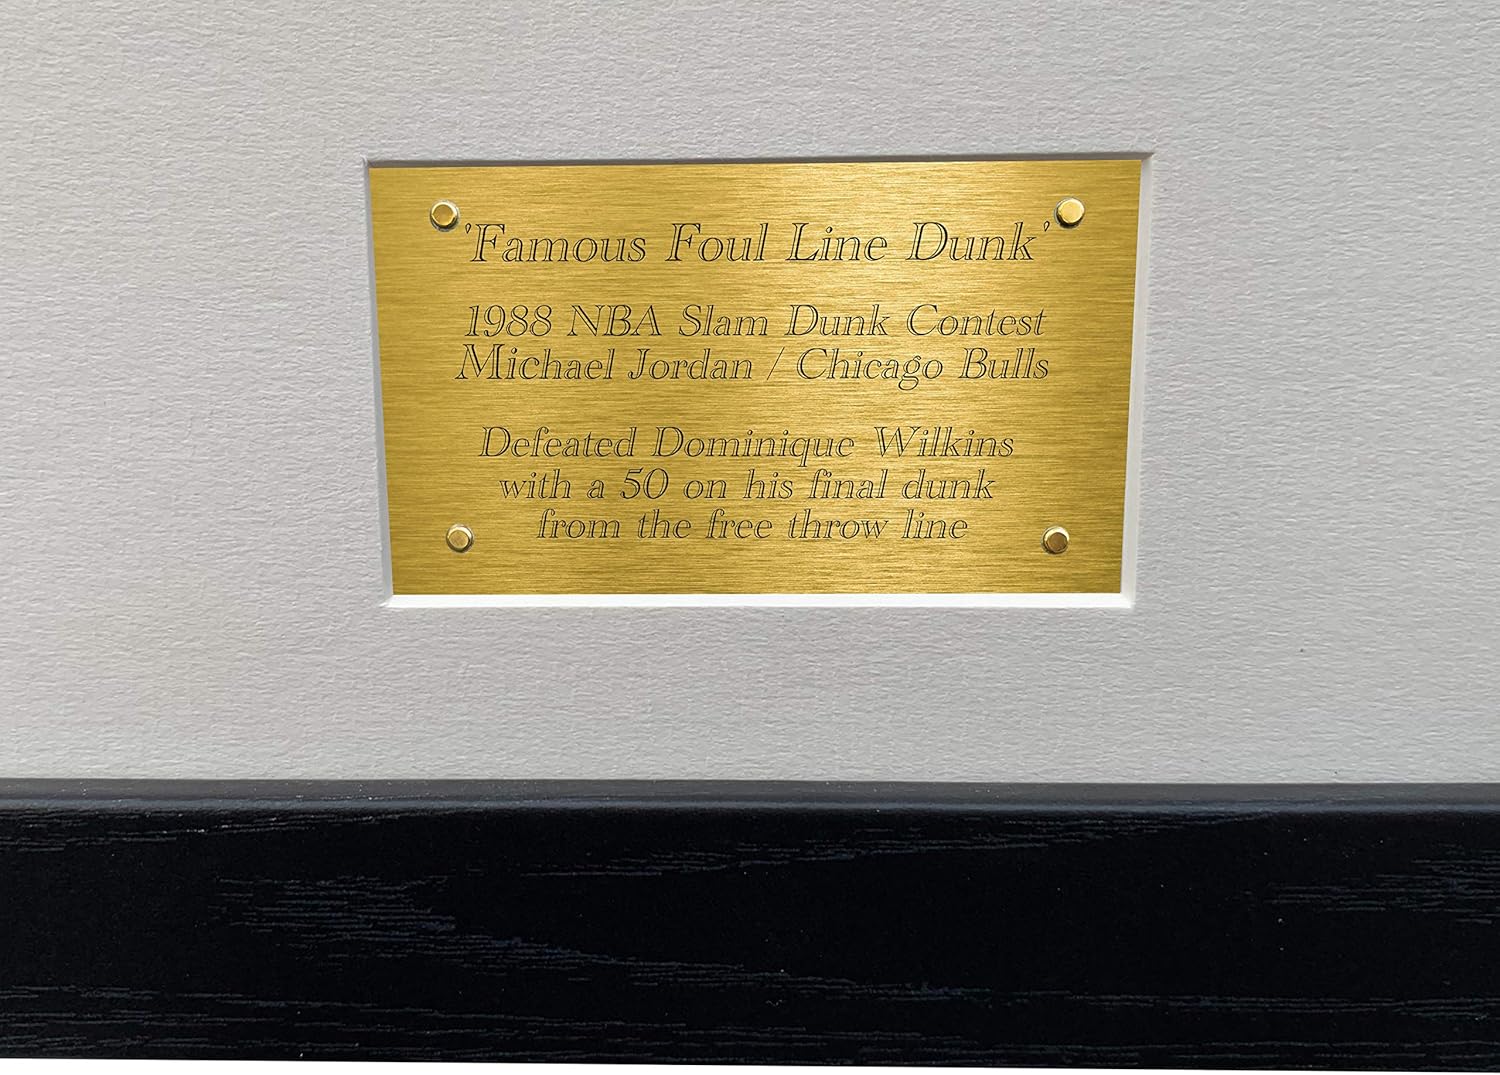 'Famous Foul Line Dunk'
1988 NBA Slam Dunk Contest
Michael Jordan / Chicago Bulls
Defeated Dominique Wilkins
with a 50 on his final dunk
from the free throw line